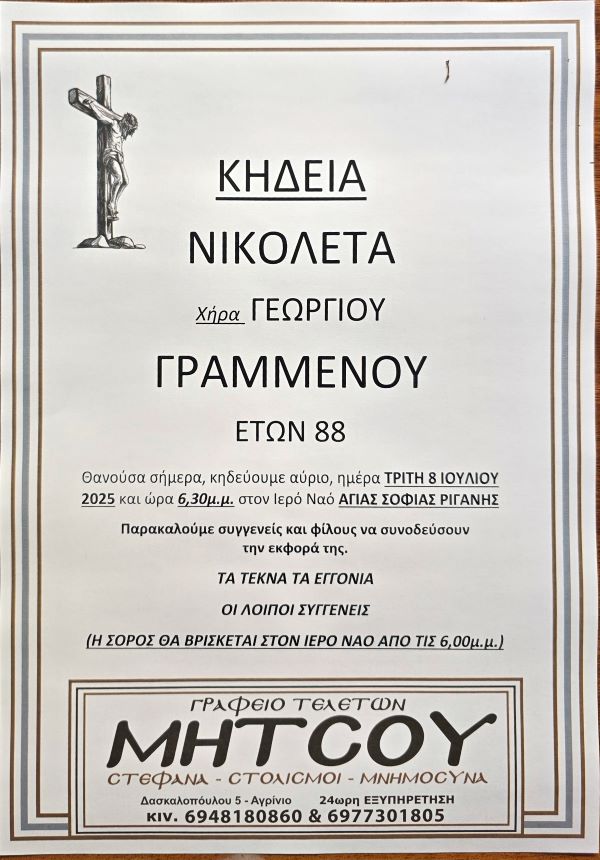 ΚΗΔΕΙΑ
ΝΙΚΟΛΕΤΑ
Χήρα ΓΕΩΡΓΙΟΥ
ΓΡΑΜΜΕΝΟΥ
ΕΤΩΝ 88
Θανούσα σήμερα, κηδεύουμε αύριο, ημέρα ΤΡΙΤΗ 8 ΙΟΥΛΙΟΥ
2025 και ώρα 6,30μ.μ. στον Ιερό Ναό ΑΓΙΑΣ ΣΟΦΙΑΣ ΡΙΓΑΝΗΣ
Παρακαλούμε συγγενείς και φίλους να συνοδεύσουν
την εκφορά της.
ΤΑ ΤΕΚΝΑ ΤΑ ΕΓΓΟΝΙΑ
ΟΙ ΛΟΙΠΟΙ ΣΥΓΓΕΝΕΙΣ
(Η ΣΟΡΟΣ ΘΑ ΒΡΙΣΚΕΤΑΙ ΣΤΟΝ ΙΕΡΟ ΝΑΟ ΑΠΟ ΤΙΣ 6,00μ.μ.)
ΓΡΑΦΕΙΟ ΤΕΛΕΤΩΝ
ΜΗΤΣΟΥ
ΣΤΕΦΑΝΑ - ΣΤΟΛΙΣΜΟΙ - ΜΝΗΜΟΣΥΝΑ
Δασκαλοπούλου 5 - Αγρίνιο 24ωρη ΕΞΥΠΗΡΕΤΗΣΗ
ΚΙV. 6948180860 & 6977301805